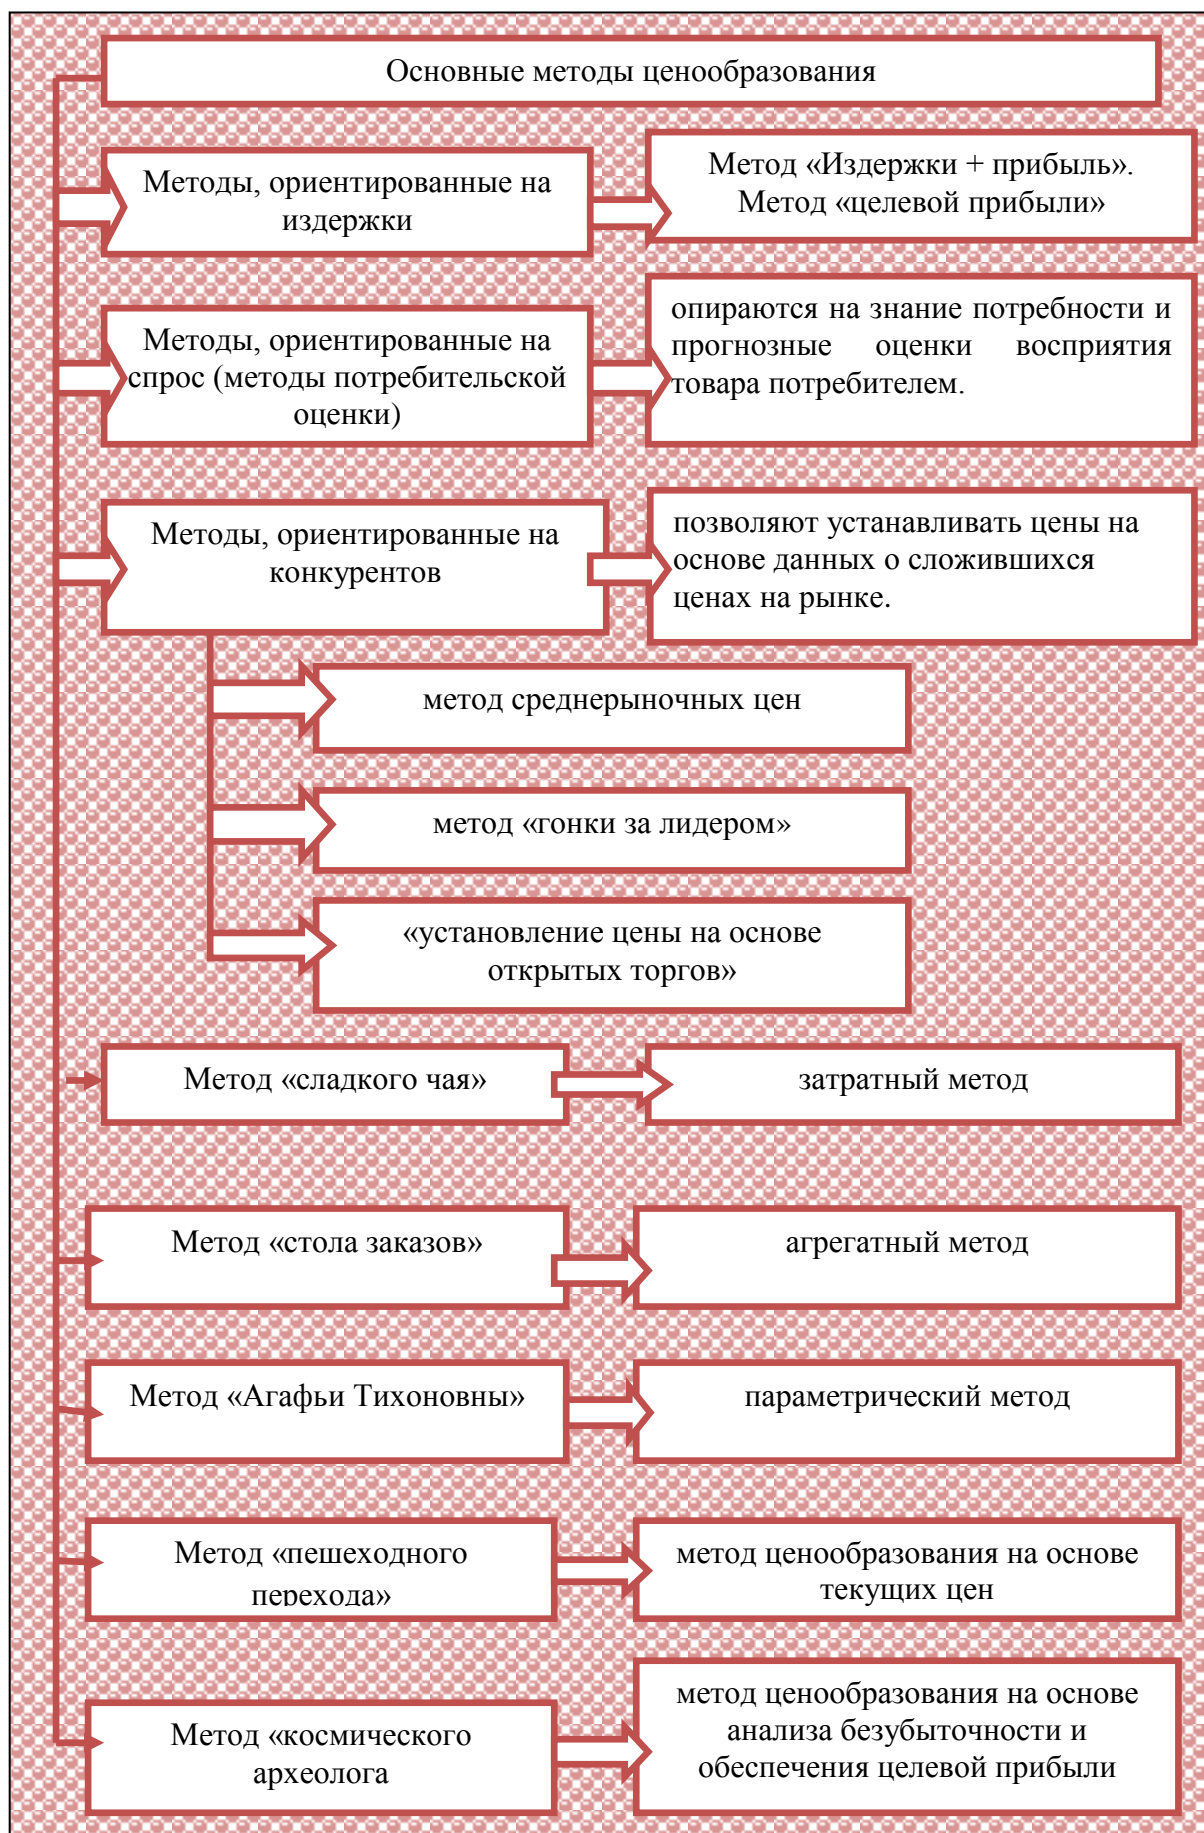 Основные методы ценообразования
Методы, ориентированные на
издержки
Метод «Издержки + прибыль».
Метод «целевой прибыли»
Методы, ориентированные на
спрос (методы потребительской
оценки)
опираются на знание потребности и
прогнозные оценки восприятия
товара потребителем.
Методы, ориентированные на
конкурентов
позволяют устанавливать цены на
основе данных о сложившихся
ценах на рынке.
метод среднерыночных цен
метод «гонки за лидером»
«установление цены на основе
открытых торгов»
Метод «сладкого чая»
затратный метод
Метод «стола заказов»
агрегатный метод
Метод «Агафьи Тихоновны»
параметрический метод
Метод «пешеходного
перехода»
метод ценообразования на основе
текущих цен
Метод «космического
археолога
метод ценообразования на основе
анализа безубыточности и
обеспечения целевой прибыли